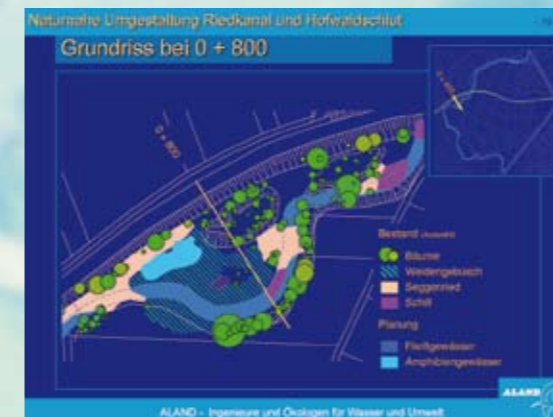 Naturnahe Umgestaltung Riedkanal und Hofwaldschlut
Grundriss bei 0 + 800
0 + 800
Bestand
Bäume
Weidengebüsch
Seggenried
Schilf
Planung
Fließgewässer
Amphibiengewässer
ALAND
ALAND - Ingenieure und Ökologen für Wasser und Umwelt